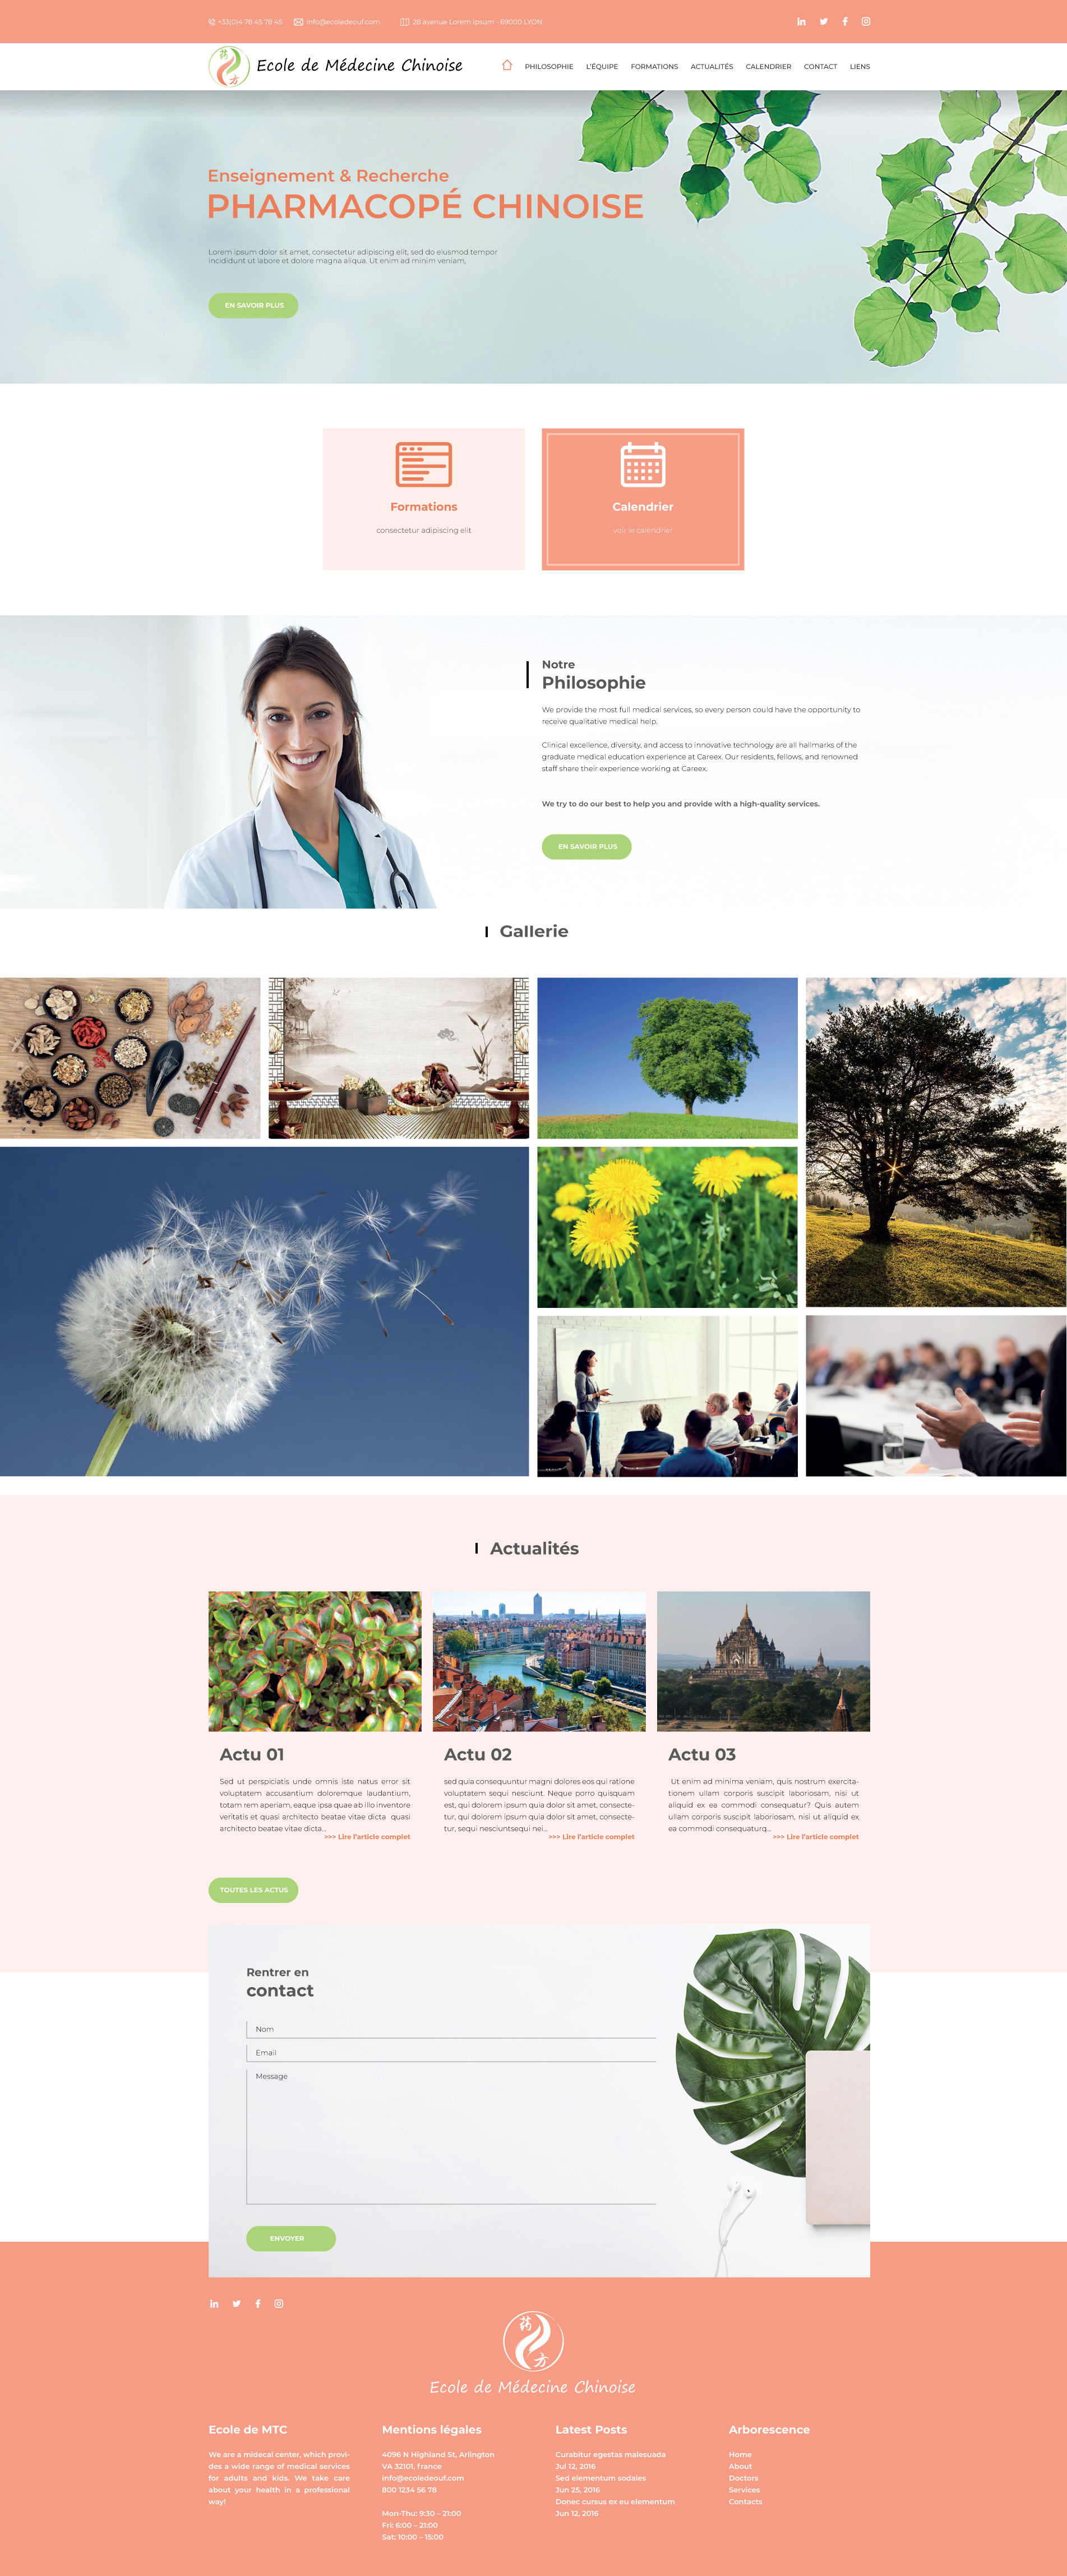 +33(0)4 78 45 78 45 info@ecoledeouf.com 28 avenue Lorem Ipsum - 69000 LYON
Ecole de Médecine Chinoise
PHILOSOPHIE L'ÉQUIPE FORMATIONS ACTUALITÉS CALENDRIER CONTACT LIENS
Enseignement & Recherche
PHARMACOPÉ CHINOISE
Lorem ipsum dolor sit amet, consectetur adipiscing elit, sed do eiusmod tempor
incididunt ut labore et dolore magna aliqua. Ut enim ad minim veniam,
EN SAVOIR PLUS
Formations
consectetur adipiscing elit
Calendrier
voir le calendrier
Notre
Philosophie
We provide the most full medical services, so every person could have the opportunity to
receive qualitative medical help.
Clinical excellence, diversity, and access to innovative technology are all hallmarks of the
graduate medical education experience at Careex. Our residents, fellows, and renowned
staff share their experience working at Careex.
We try to do our best to help you and provide with a high-quality services.
EN SAVOIR PLUS
Gallerie
Actualités
Actu 01
Sed ut perspiciatis unde omnis iste natus error sit
voluptatem accusantium doloremque laudantium,
totam rem aperiam, eaque ipsa quae ab illo inventore
veritatis et quasi architecto beatae vitae dicta quasi
architecto beatae vitae dicta...
>>> Lire l'article complet
Actu 02
sed quia consequuntur magni dolores eos qui ratione
voluptatem sequi nesciunt. Neque porro quisquam
est, qui dolorem ipsum quia dolor sit amet, consecte-
tur, qui dolorem ipsum quia dolor sit amet, consecte-
tur, sequi nesciuntsequi nei...
>>> Lire l'article complet
Actu 03
Ut enim ad minima veniam, quis nostrum exercita-
tionem ullam corporis suscipit laboriosam, nisi ut
aliquid ex ea commodi consequatur? Quis autem
ullam corporis suscipit laboriosam, nisi ut aliquid ex
ea commodi consequaturq...
>>> Lire l'article complet
TOUTES LES ACTUS
Rentrer en
contact
Nom
Email
Message
ENVOYER
药方
Ecole de Médecine Chinoise
Ecole de MTC
We are a midecal center, which provi-
des a wide range of medical services
for adults and kids. We take care
about your health in a professional
way!
Mentions légales
4096 N Highland St, Arlington
VA 32101, France
info@ecoledeouf.com
800 1234 56 78
Mon-Thu: 9:30 – 21:00
Fri: 6:00 – 21:00
Sat: 10:00 – 15:00
Latest Posts
Curabitur egestas malesuada
Jul 12, 2016
Sed elementum sodales
Jun 25, 2016
Donec cursus ex eu elementum
Jun 12, 2016
Arborescence
Home
About
Doctors
Services
Contacts